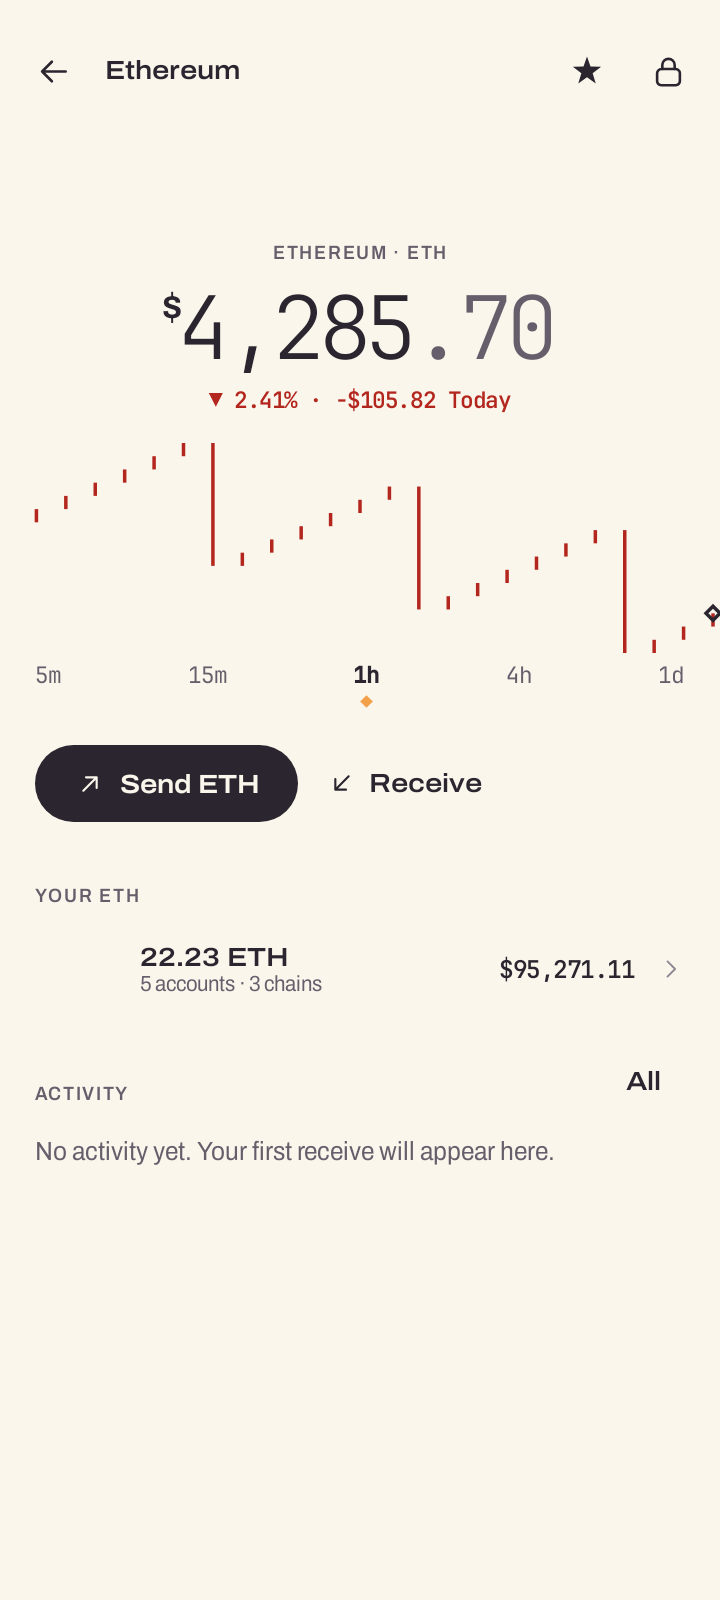 Ethereum
ETHEREUM · ETH
$4,285.70
▼ 2.41% · -$105.82 Today
5m 15m 1h 4h 1d
Send ETH Receive
YOUR ETH
22.23 ETH
5 accounts · 3 chains
$95,271.11
ACTIVITY
All
No activity yet. Your first receive will appear here.